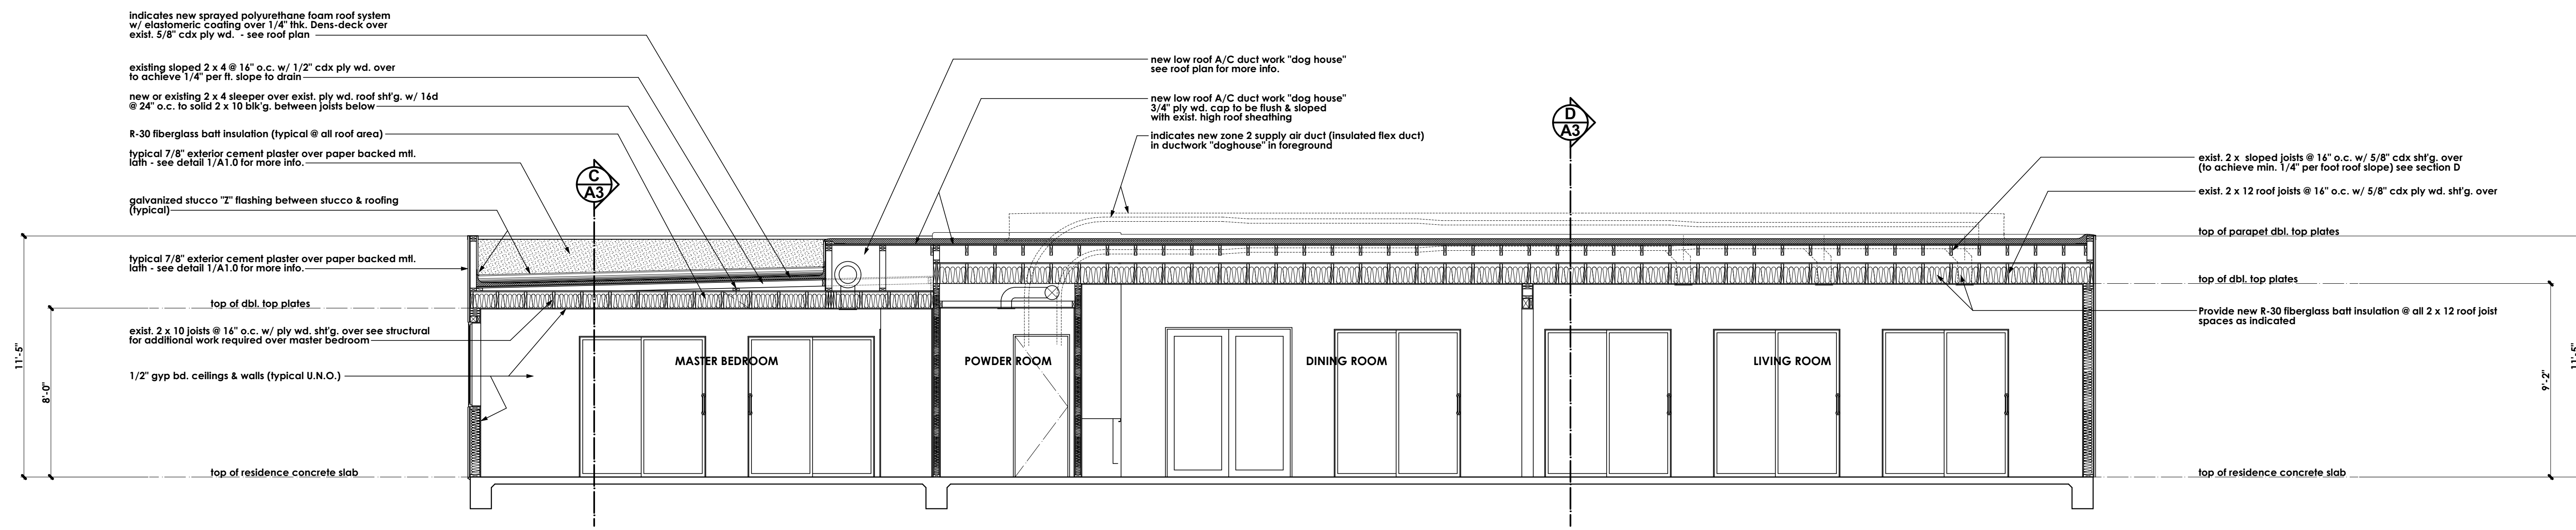 indicates new sprayed polyurethane foam roof system
w/ elastomeric coating over 1/4" thk. Dens-deck over
exist. 5/8" cdx ply wd.  - see roof plan
existing sloped 2 x 4 @ 16" o.c. w/ 1/2" cdx ply wd. over
to achieve 1/4" per ft. slope to drain
new or existing 2 x 4 sleeper over exist. ply wd. roof sht'g. w/ 16d
@ 24" o.c. to solid 2 x 10 blk'g. between joists below
R-30 fiberglass batt insulation (typical @ all roof area)
typical 7/8" exterior cement plaster over paper backed mtl.
lath - see detail 1/A1.0 for more info.
galvanized stucco "Z" flashing between stucco & roofing
(typical)
typical 7/8" exterior cement plaster over paper backed mtl.
lath - see detail 1/A1.0 for more info.
top of dbl. top plates
exist. 2 x 10 joists @ 16" o.c. w/ ply wd. sht'g. over see structural
for additional work required over master bedroom
1/2" gyp bd. ceilings & walls (typical U.N.O.)
top of residence concrete slab
11'-5"
8'-0"
C
A3
new low roof A/C duct work "dog house"
see roof plan for more info.
new low roof A/C duct work "dog house"
3/4" ply wd. cap to be flush & sloped
with exist. high roof sheathing
indicates new zone 2 supply air duct (insulated flex duct)
in ductwork "doghouse" in foreground
D
A3
MASTER BEDROOM
POWDER ROOM
DINING ROOM
LIVING ROOM
exist. 2 x  sloped joists @ 16" o.c. w/ 5/8" cdx sht'g. over
(to achieve min. 1/4" per foot roof slope) see section D
exist. 2 x 12 roof joists @ 16" o.c. w/ 5/8" cdx ply wd. sht'g. over
top of parapet dbl. top plates
top of dbl. top plates
Provide new R-30 fiberglass batt insulation @ all 2 x 12 roof joist
spaces as indicated
top of residence concrete slab
9'-2"
11'-5"